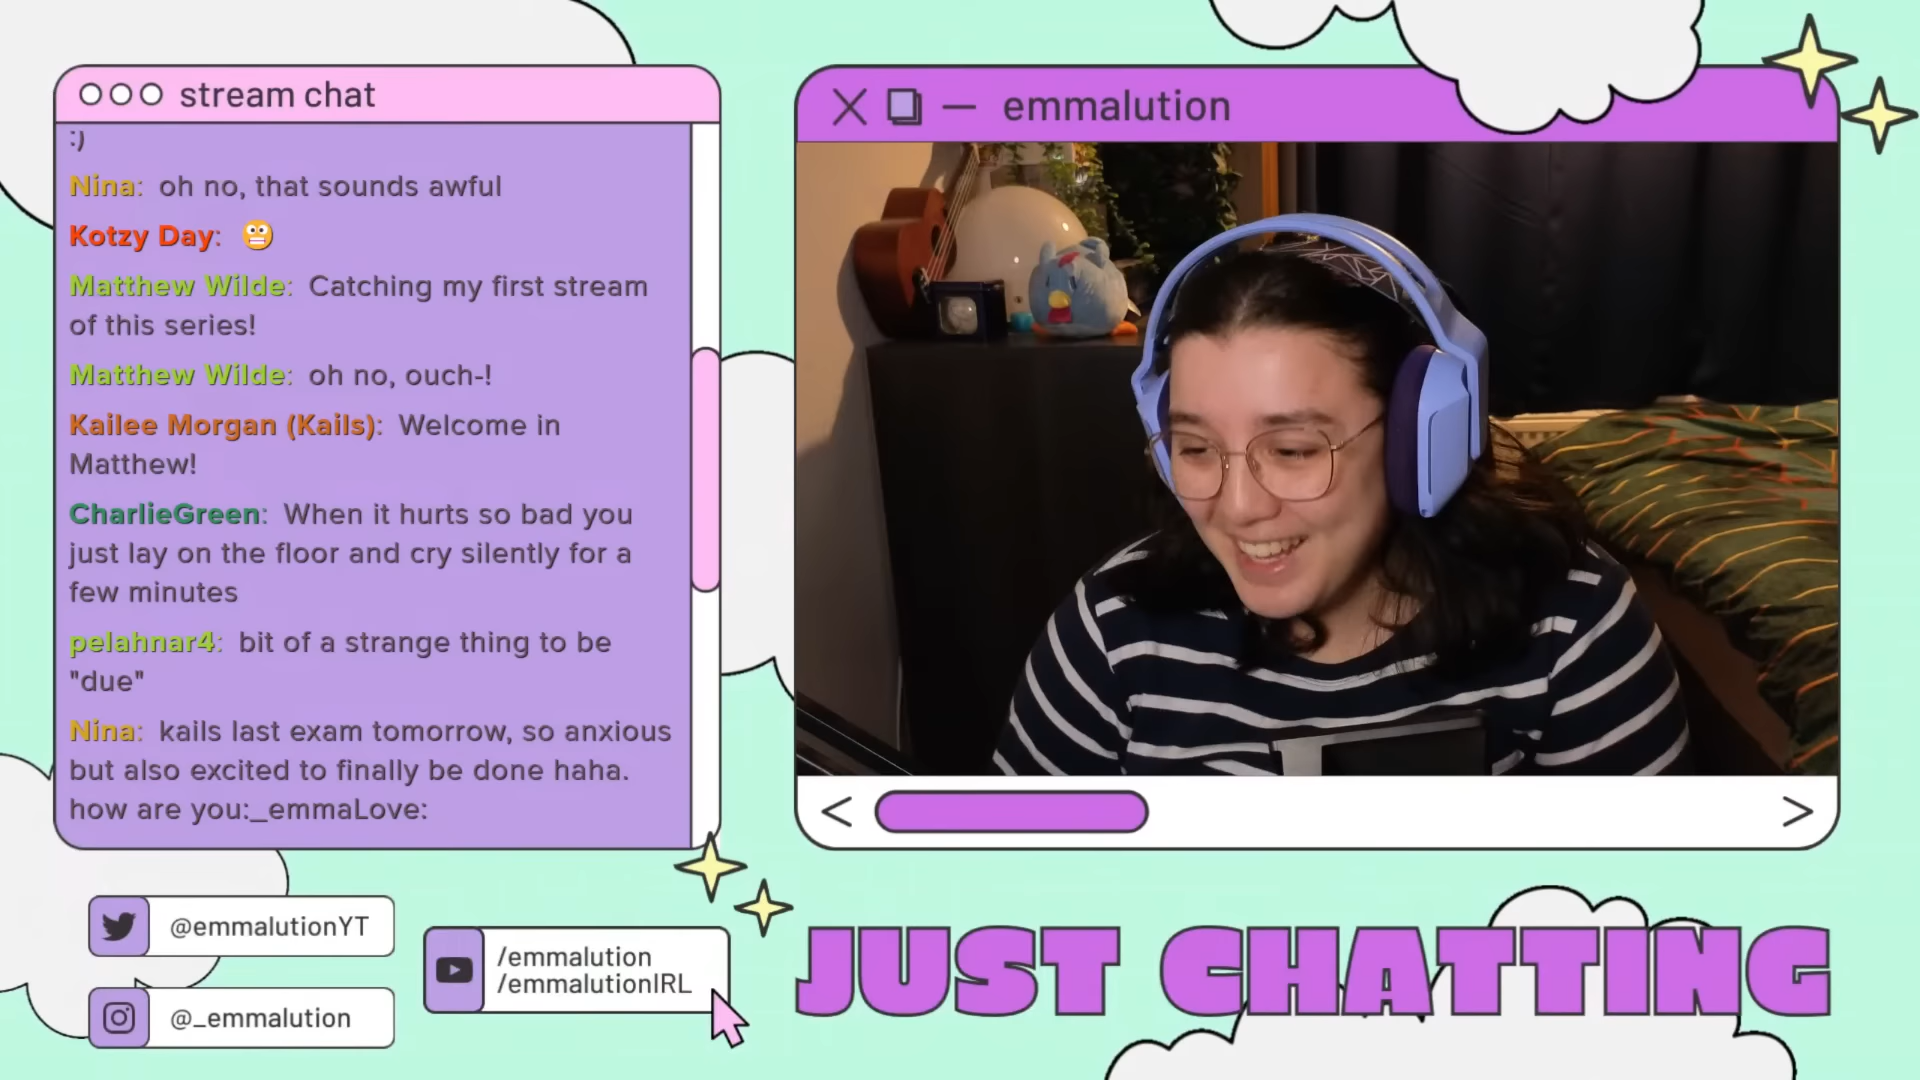 stream chat
:)
Nina: oh no, that sounds awful
Kotzy Day:
Matthew Wilde: Catching my first stream
of this series!
Matthew Wilde: oh no, ouch-!
Kailee Morgan (Kails): Welcome in
Matthew!
CharlieGreen: When it hurts so bad you
just lay on the floor and cry silently for a
few minutes
pelahnar4: bit of a strange thing to be
"due"
Nina: kails last exam tomorrow, so anxious
but also excited to finally be done haha.
how are you:_emmaLove:
emmalution
@emmalutionYT
@_emmalution
/emmalution
/emmalutionIRL
JUST CHATTING